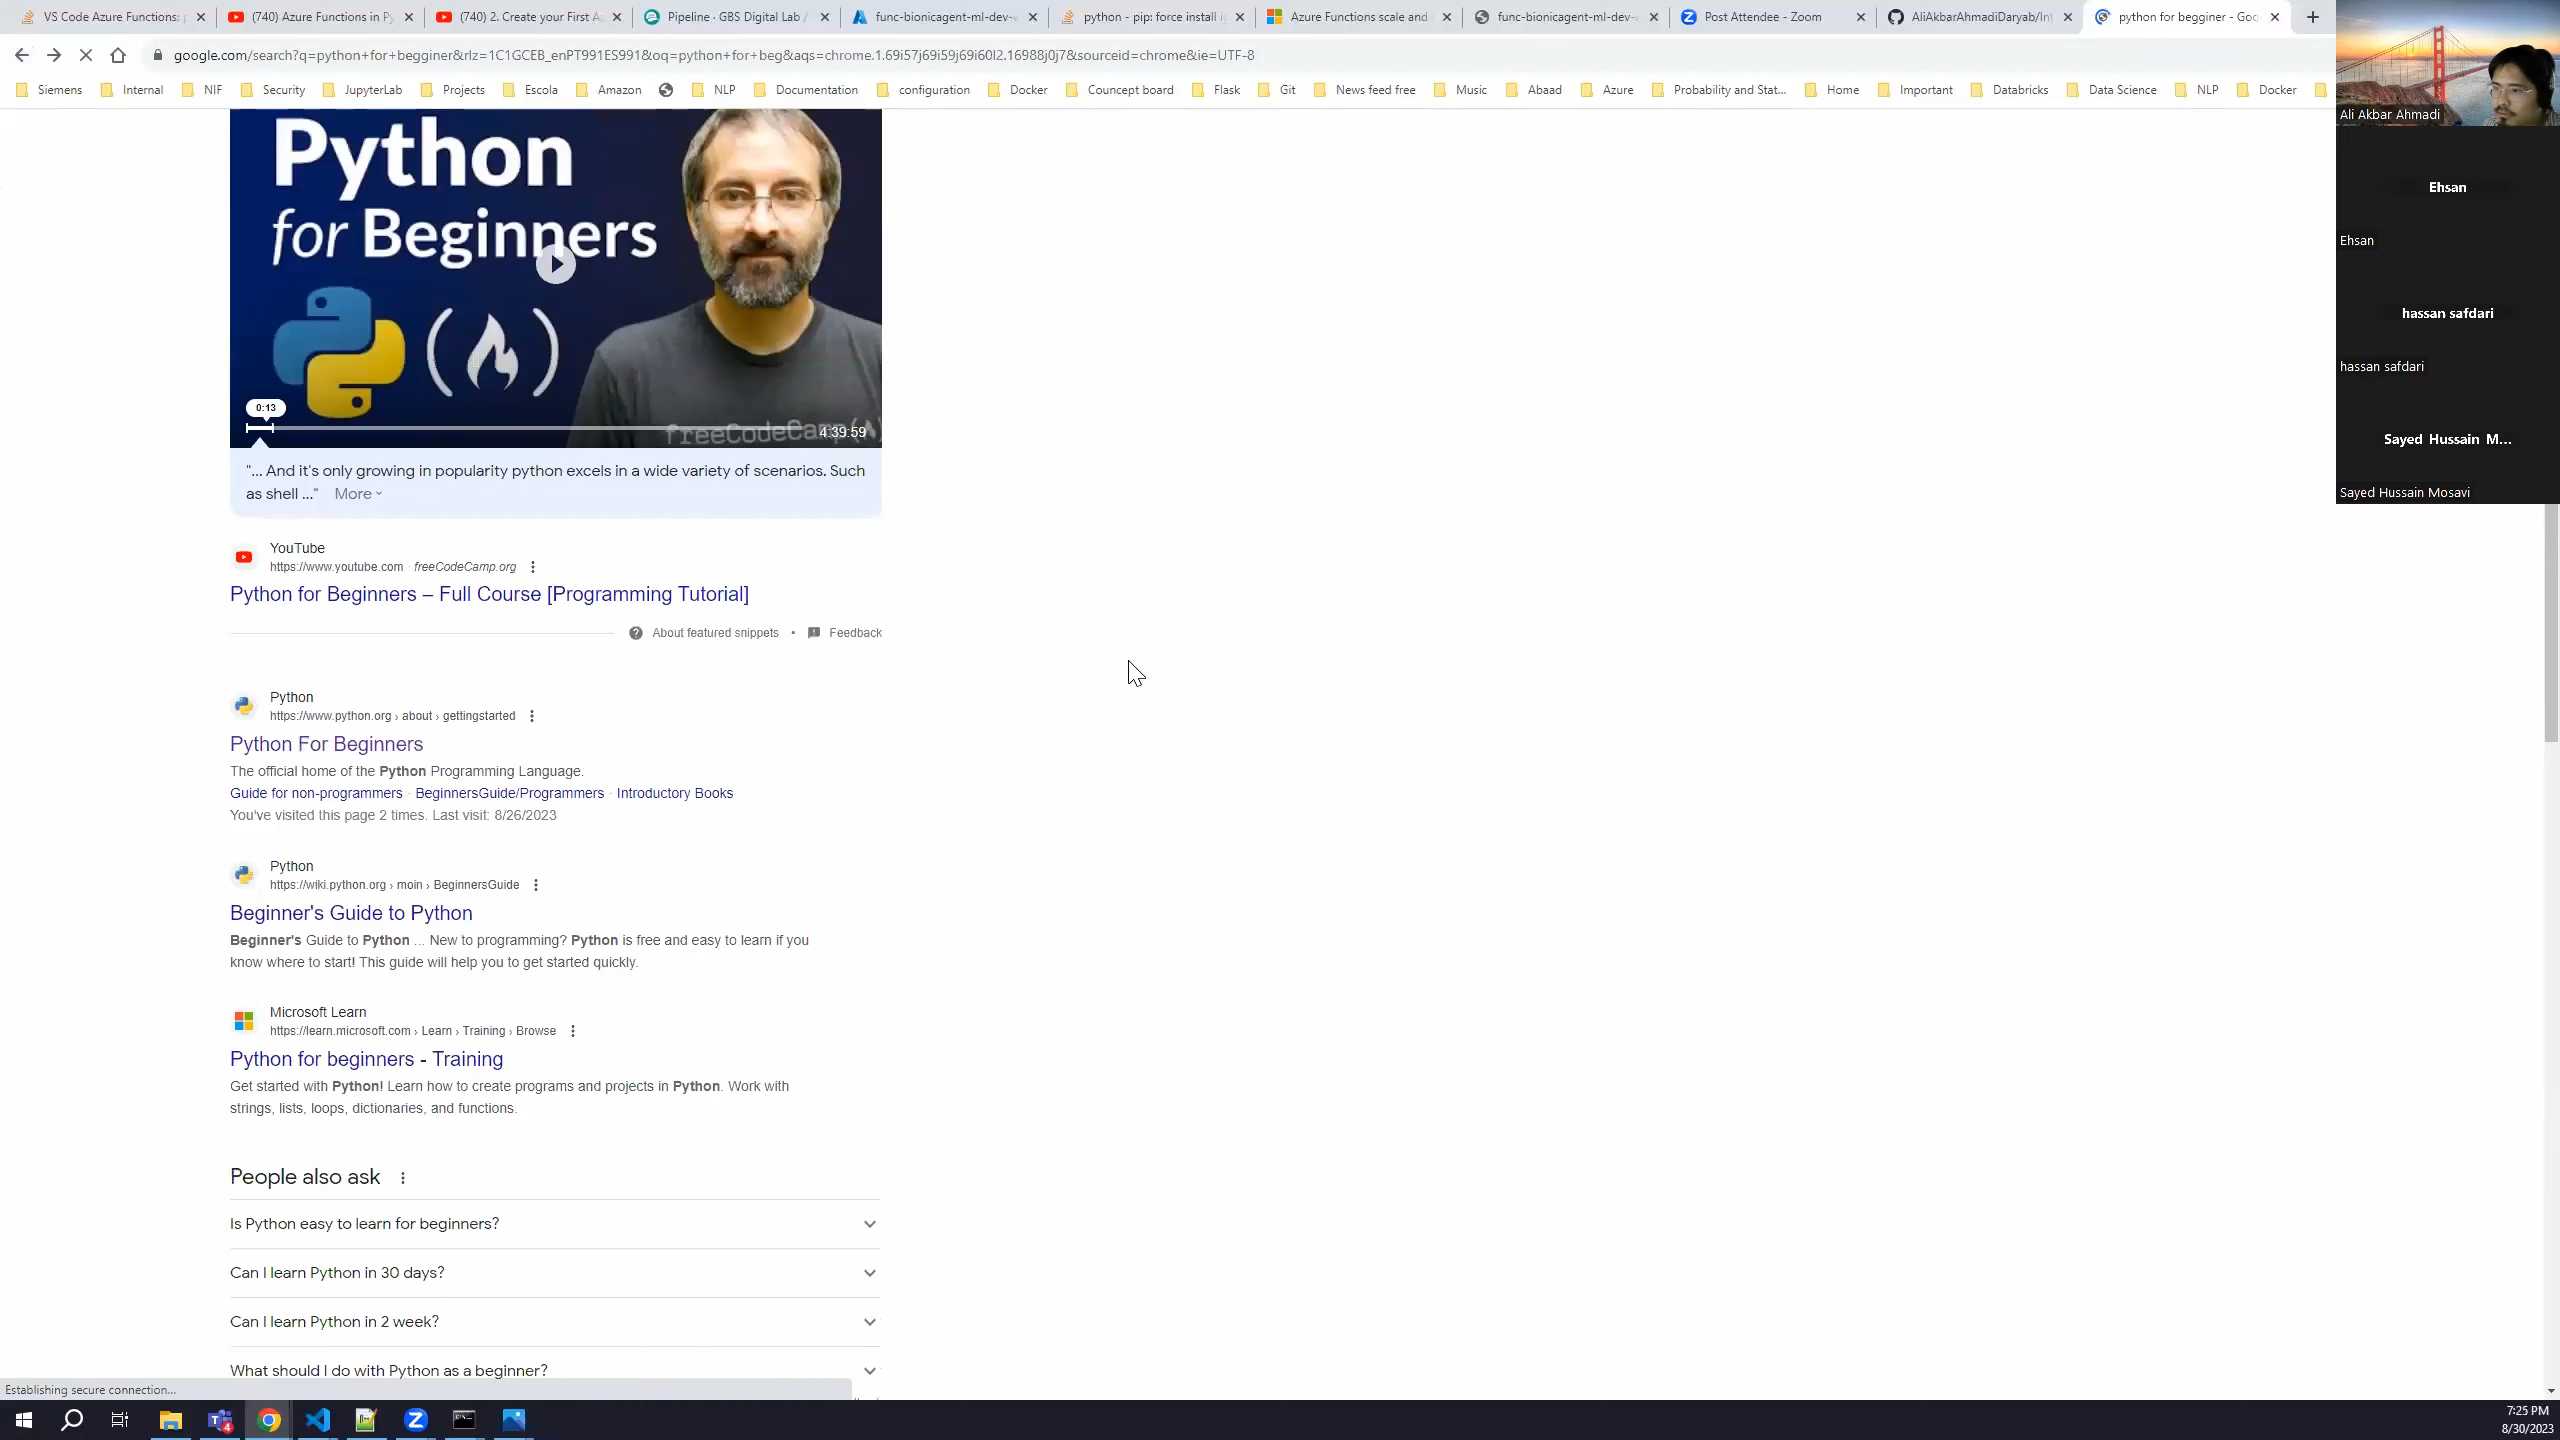 VS Code Azure Functions: p
(740) Azure Functions in Py
(740) 2. Create your First A
Pipeline · GBS Digital Lab /
func-bionicagent-ml-dev-
python - pip: force install i
Azure Functions scale and
func-bionicagent-ml-dev-
Post Attendee - Zoom
AliAkbarAhmadiDaryab/Int
python for begginer - Goo
google.com/search?q=python+for+begginer&rlz=1C1GCEB_enPT991ES991&oq=python+for+beg&aqs=chrome.1.69i57j69i59j69i60l2.16988j0j7&sourceid=chrome&ie=UTF-8
Siemens
Internal
NIF
Security
JupyterLab
Projects
Escola
Amazon
NLP
Documentation
configuration
Docker
Councept board
Flask
Git
News feed free
Music
Abaad
Azure
Probability and Stat...
Home
Important
Databricks
Data Science
NLP
Docker
Ali Akbar Ahmadi
Ehsan
Ehsan
hassan safdari
hassan safdari
Sayed Hussain M...
Sayed Hussain Mosavi
Python
for Beginners
0:13
freeCodeCamp
4:39:59
"... And it's only growing in popularity python excels in a wide variety of scenarios. Such
as shell ..." More
YouTube
https://www.youtube.com · freeCodeCamp.org
Python for Beginners – Full Course [Programming Tutorial]
About featured snippets • Feedback
Python
https://www.python.org › about › gettingstarted
Python For Beginners
The official home of the Python Programming Language.
Guide for non-programmers · BeginnersGuide/Programmers · Introductory Books
You've visited this page 2 times. Last visit: 8/26/2023
Python
https://wiki.python.org › moin › BeginnersGuide
Beginner's Guide to Python
Beginner's Guide to Python ... New to programming? Python is free and easy to learn if you
know where to start! This guide will help you to get started quickly.
Microsoft Learn
https://learn.microsoft.com › Learn › Training › Browse
Python for beginners - Training
Get started with Python! Learn how to create programs and projects in Python. Work with
strings, lists, loops, dictionaries, and functions.
People also ask
Is Python easy to learn for beginners?
Can I learn Python in 30 days?
Can I learn Python in 2 week?
What should I do with Python as a beginner?
Establishing secure connection...
4
7:25 PM
8/30/2023